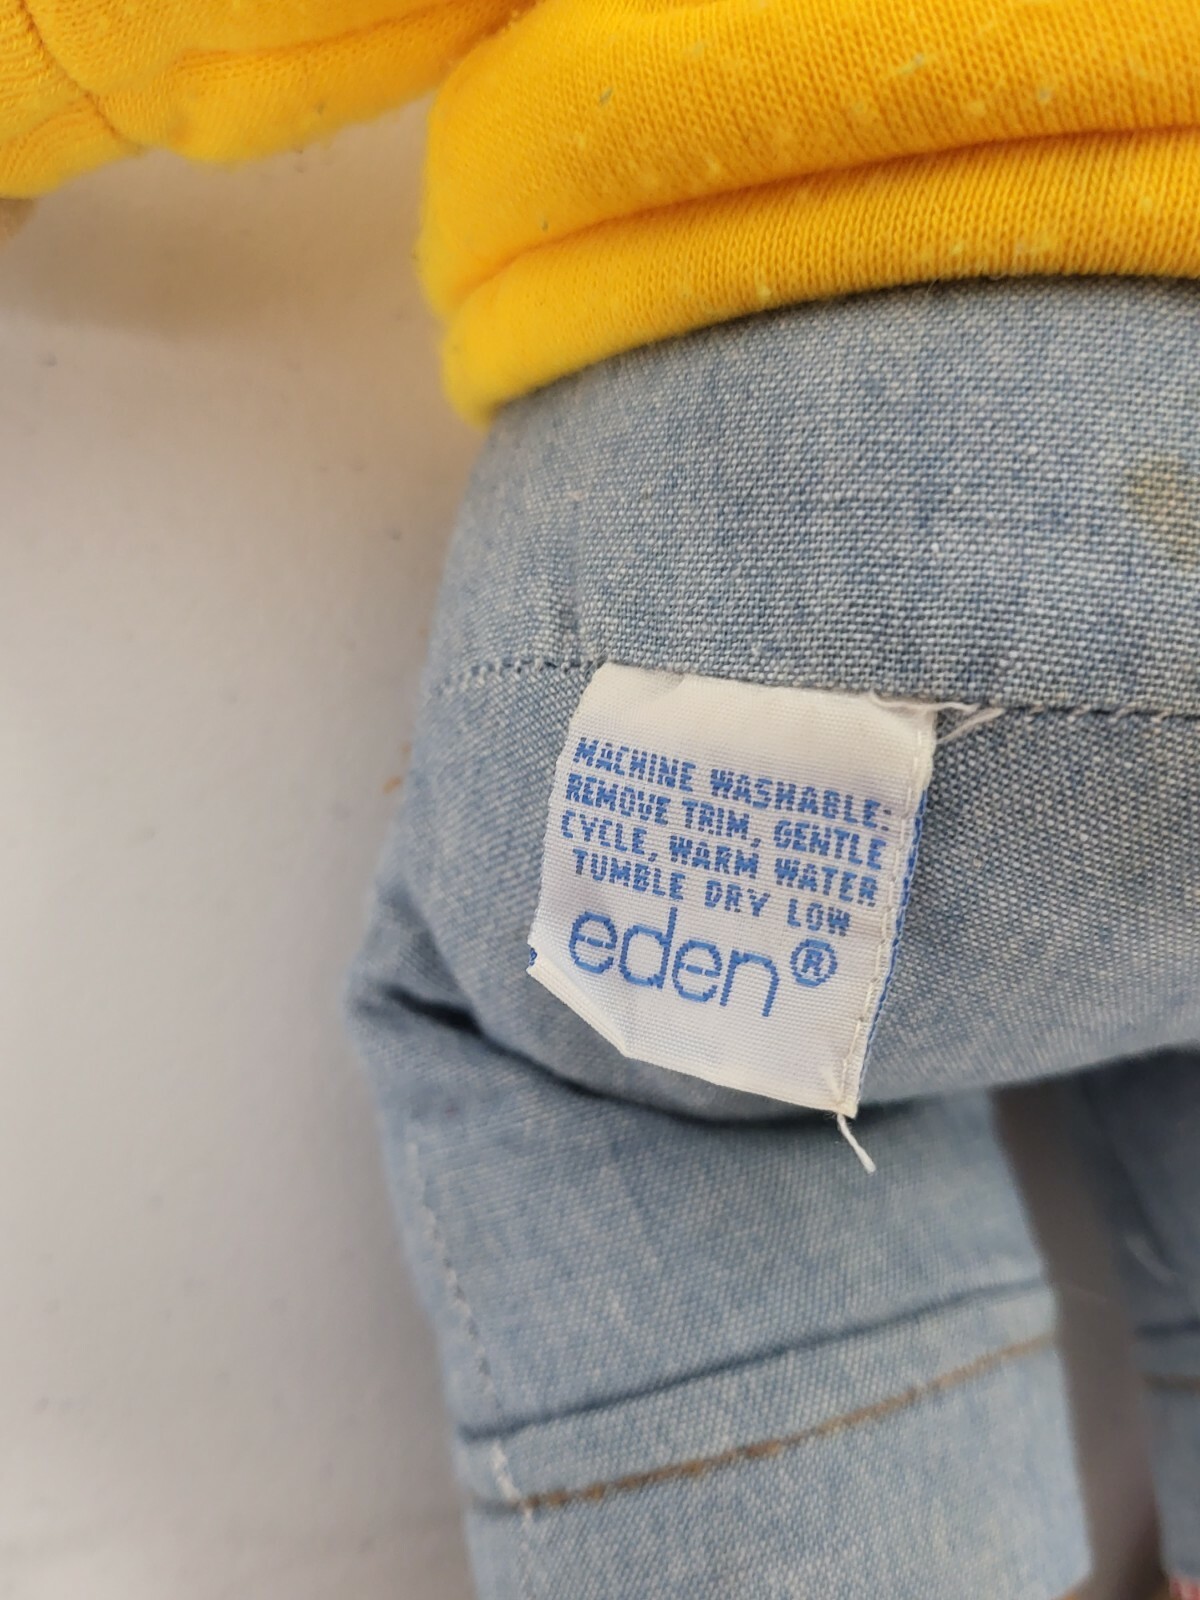 MACHINE WASHABLE:
REMOVE TRIM, GENTLE
CYCLE, WARM WATER
TUMBLE DRY LOW
eden®